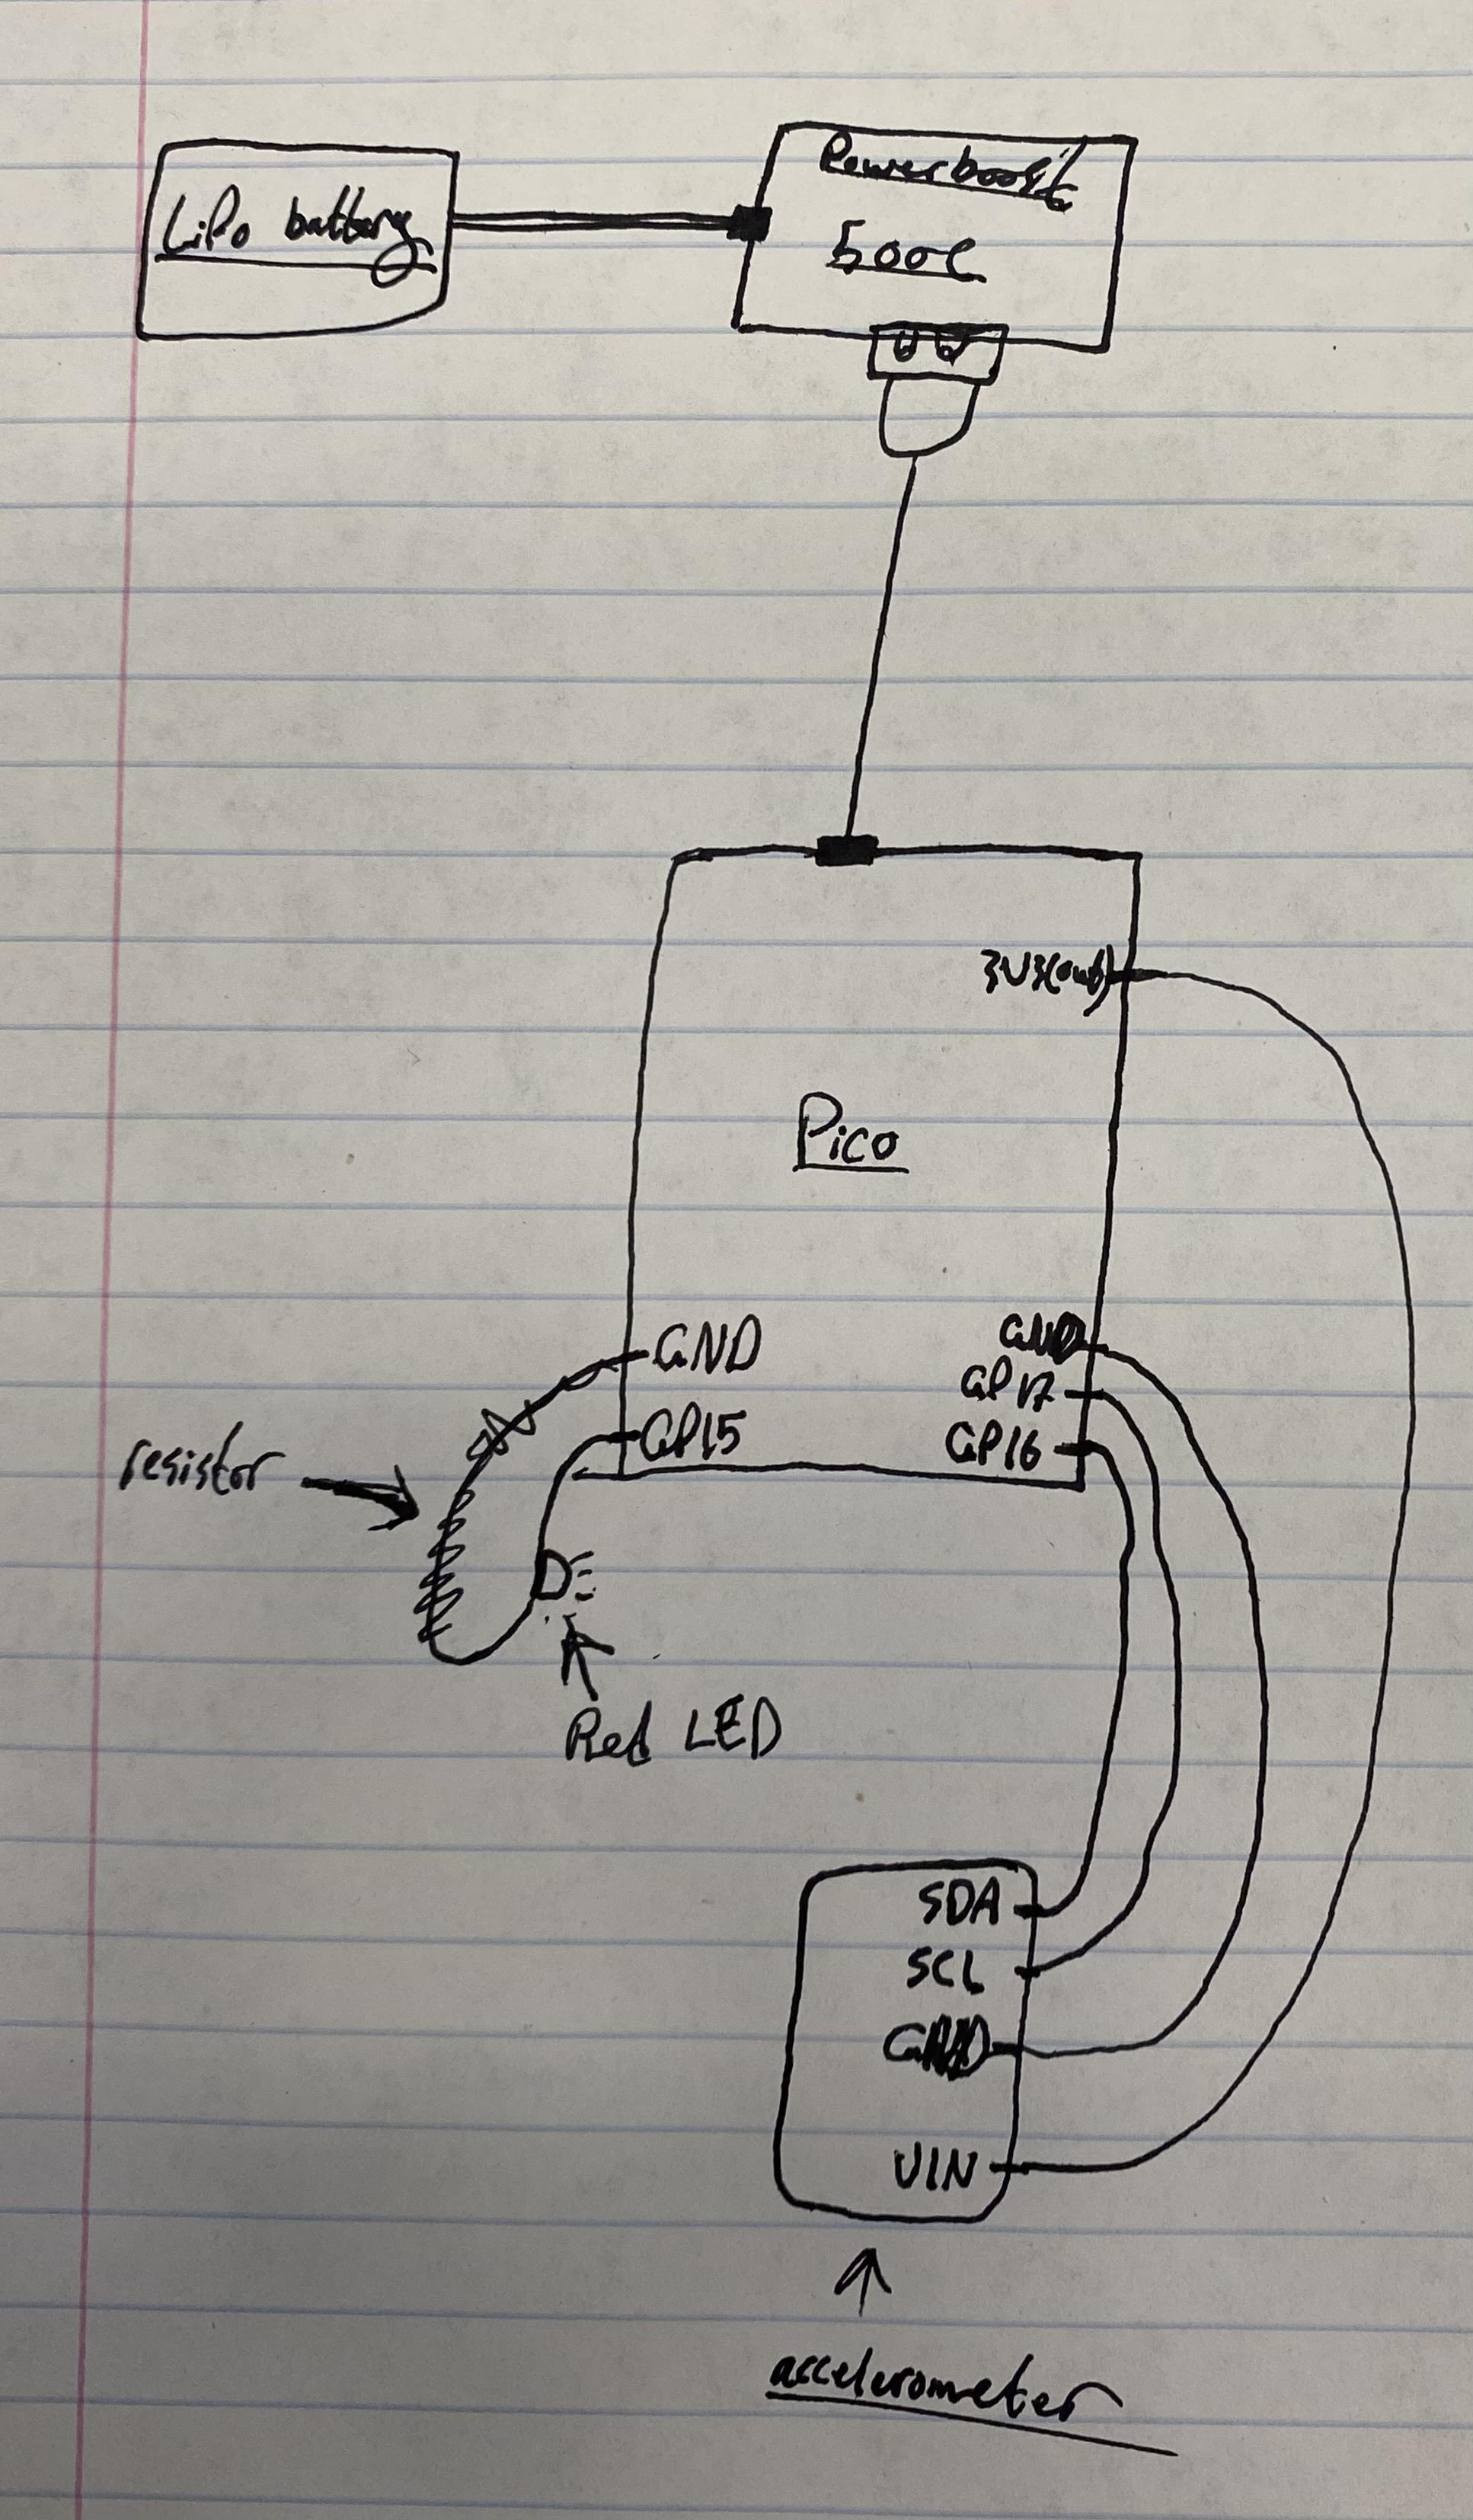 LiPo battery
Powerboost
500c
3V3(out)
Pico
GND
GND
GP17
GP15
GP16
resistor
Red LED
SDA
SCL
GND
VIN
accelerometer